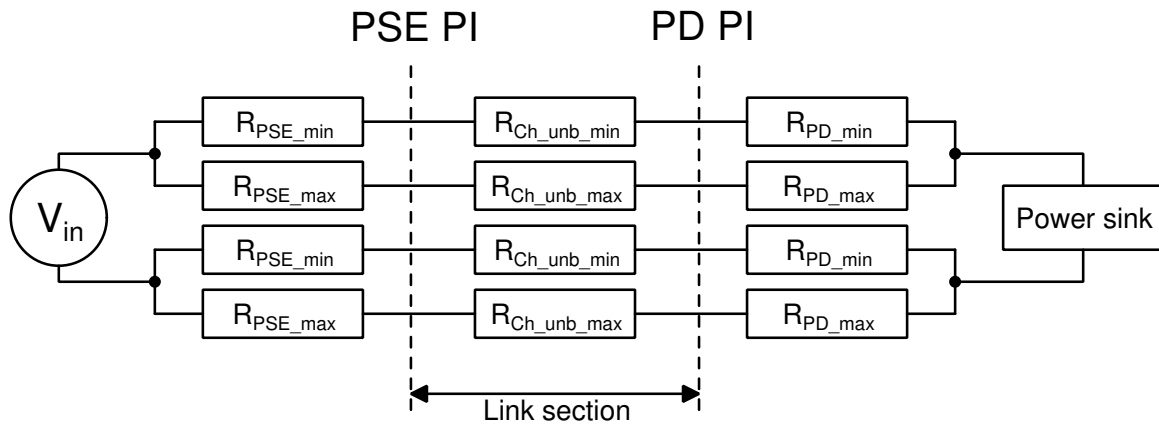 PSE PI PD PI
R_PSE_min R_Ch_unb_min R_PD_min
R_PSE_max R_Ch_unb_max R_PD_max
V_in Power sink
R_PSE_min R_Ch_unb_min R_PD_min
R_PSE_max R_Ch_unb_max R_PD_max
Link section